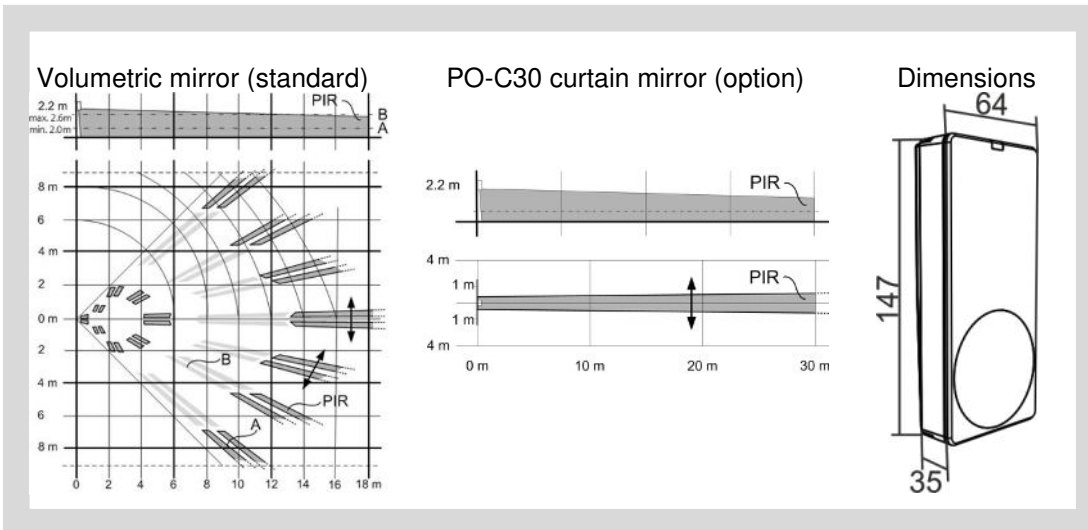 Volumetric mirror (standard)
PIR
2.2 m
max. 2.6m
min. 2.0m
B
A
8 m
6
4 m
2
0 m
2
4 m
6
8 m
B
PIR
A
0 2 4 6 8 10 12 14 16 18 m
PO-C30 curtain mirror (option)
2.2 m
PIR
4 m
1 m
1 m
4 m
PIR
0 m 10 m 20 m 30 m
Dimensions
64
147
35